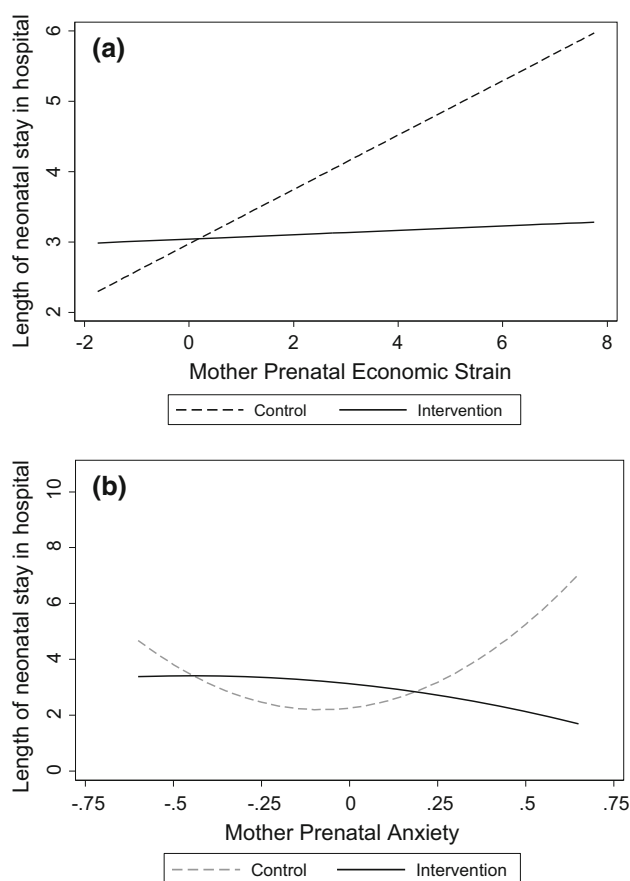 (a)
Length of neonatal stay in hospital
6
5
4
3
2
-2 0 2 4 6 8
Mother Prenatal Economic Strain
Control Intervention
(b)
Length of neonatal stay in hospital
10
8
6
4
2
0
-.75 -.5 -.25 0 .25 .5 .75
Mother Prenatal Anxiety
Control Intervention